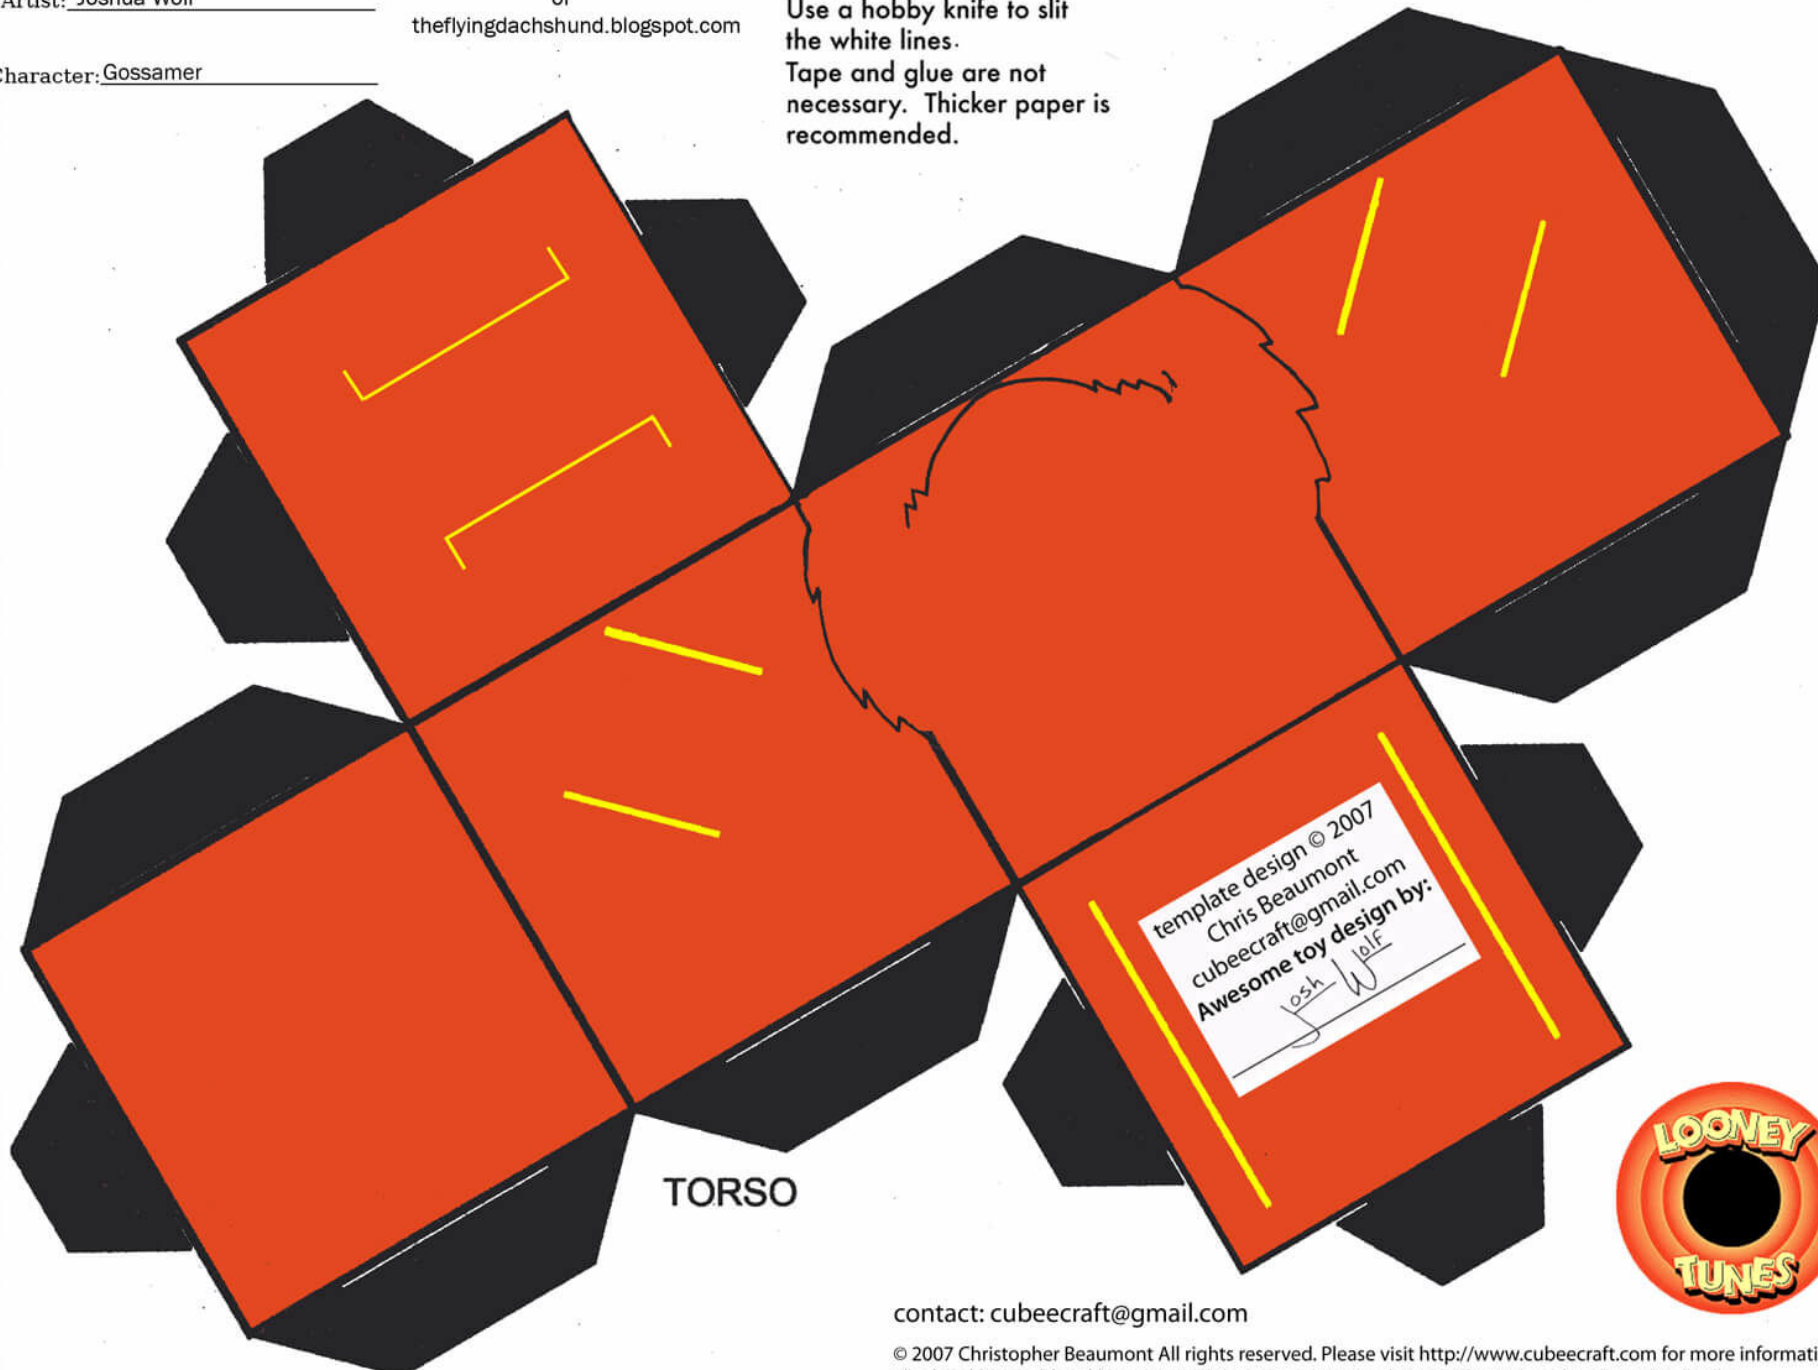 Artist: Joshua Wolf
of
theflyingdachshund.blogspot.com
Character: Gossamer
Use a hobby knife to slit
the white lines.
Tape and glue are not
necessary. Thicker paper is
recommended.
template design © 2007
Chris Beaumont
cubeecraft@gmail.com
Awesome toy design by:
Josh Wolf
TORSO
LOONEY
TUNES
contact: cubeecraft@gmail.com
© 2007 Christopher Beaumont All rights reserved. Please visit http://www.cubeecraft.com for more informat